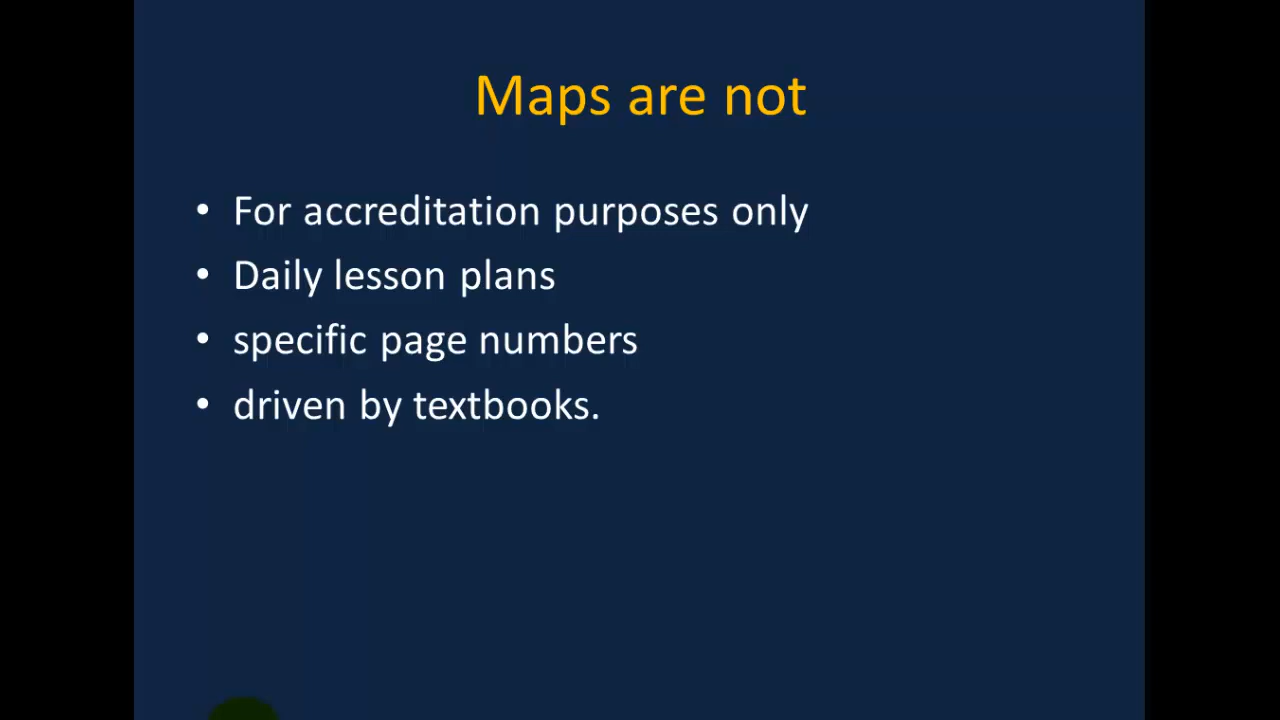 Maps are not
• For accreditation purposes only
• Daily lesson plans
• specific page numbers
• driven by textbooks.